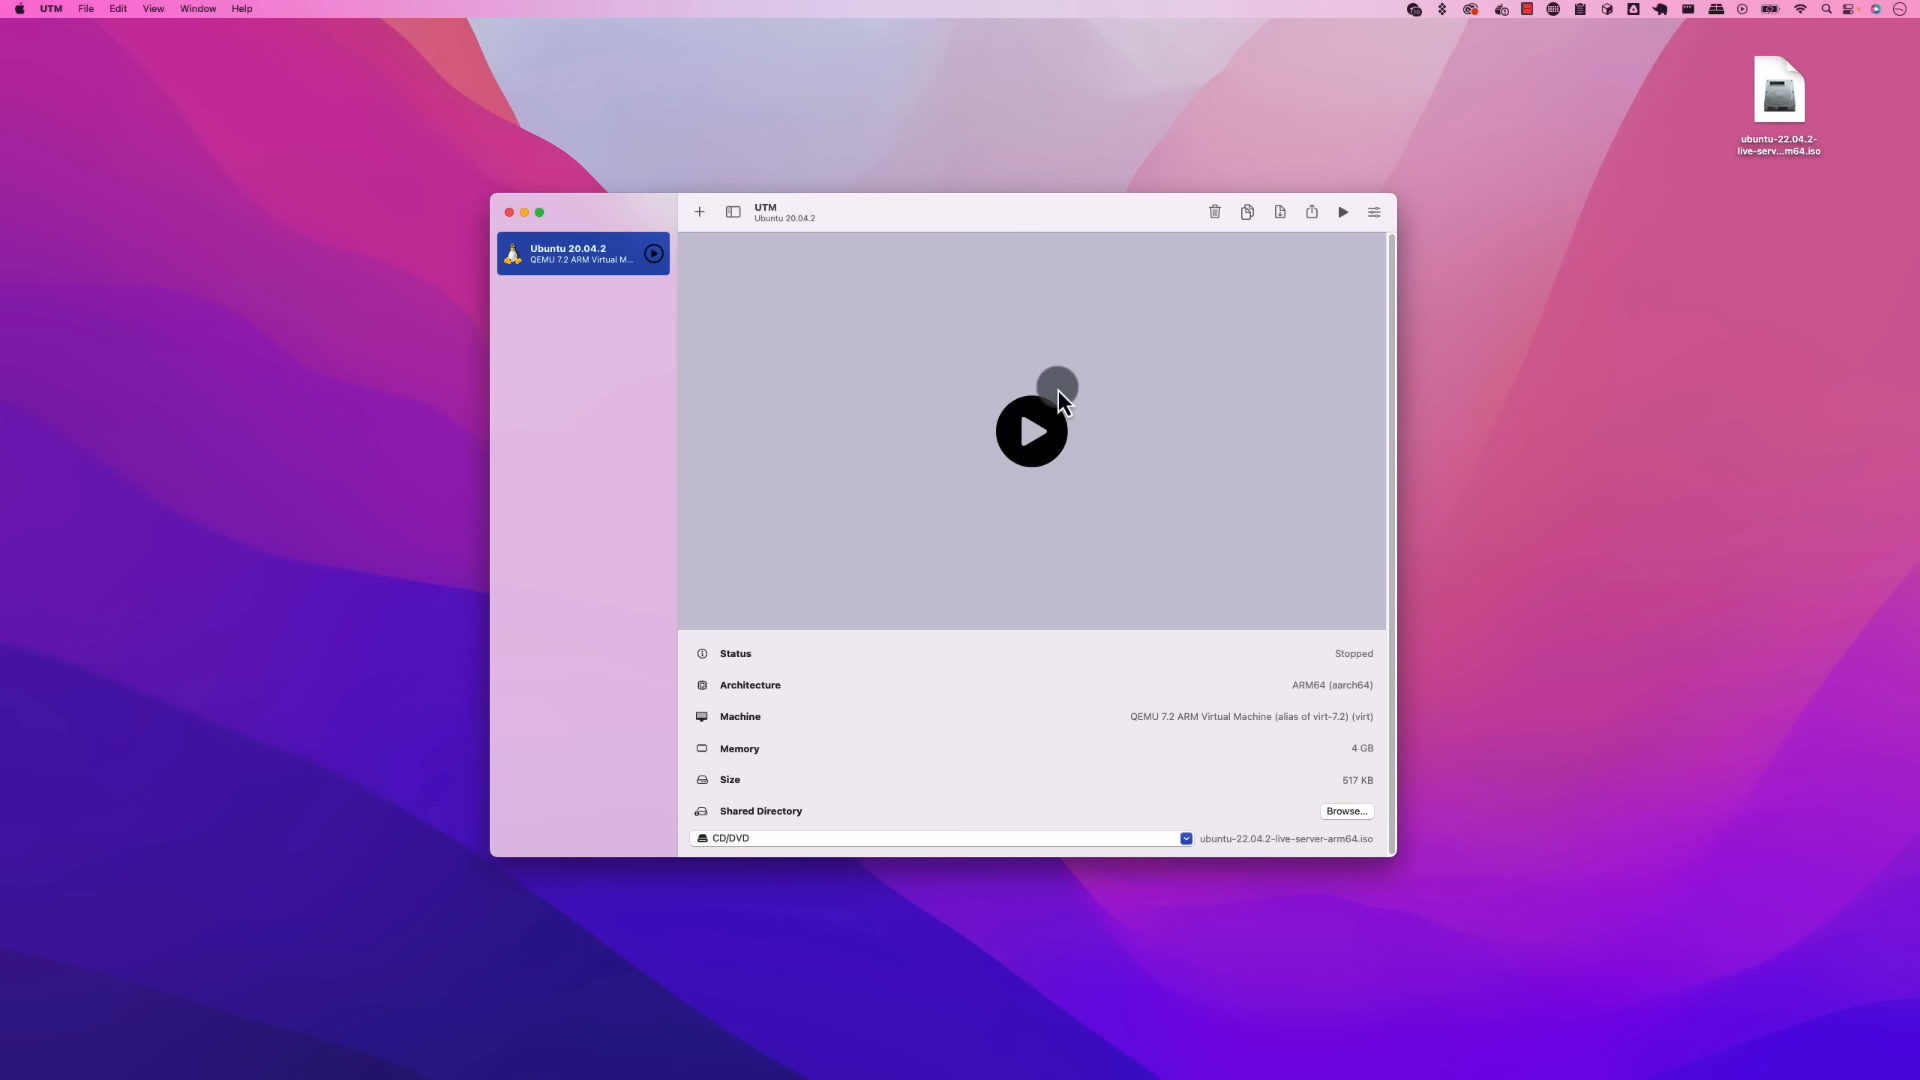 UTM File Edit View Window Help
ubuntu-22.04.2-
live-serv...m64.iso
UTM
Ubuntu 20.04.2
Ubuntu 20.04.2
QEMU 7.2 ARM Virtual M...
Status Stopped
Architecture ARM64 (aarch64)
Machine QEMU 7.2 ARM Virtual Machine (alias of virt-7.2) (virt)
Memory 4 GB
Size 517 KB
Shared Directory Browse...
CD/DVD ubuntu-22.04.2-live-server-arm64.iso